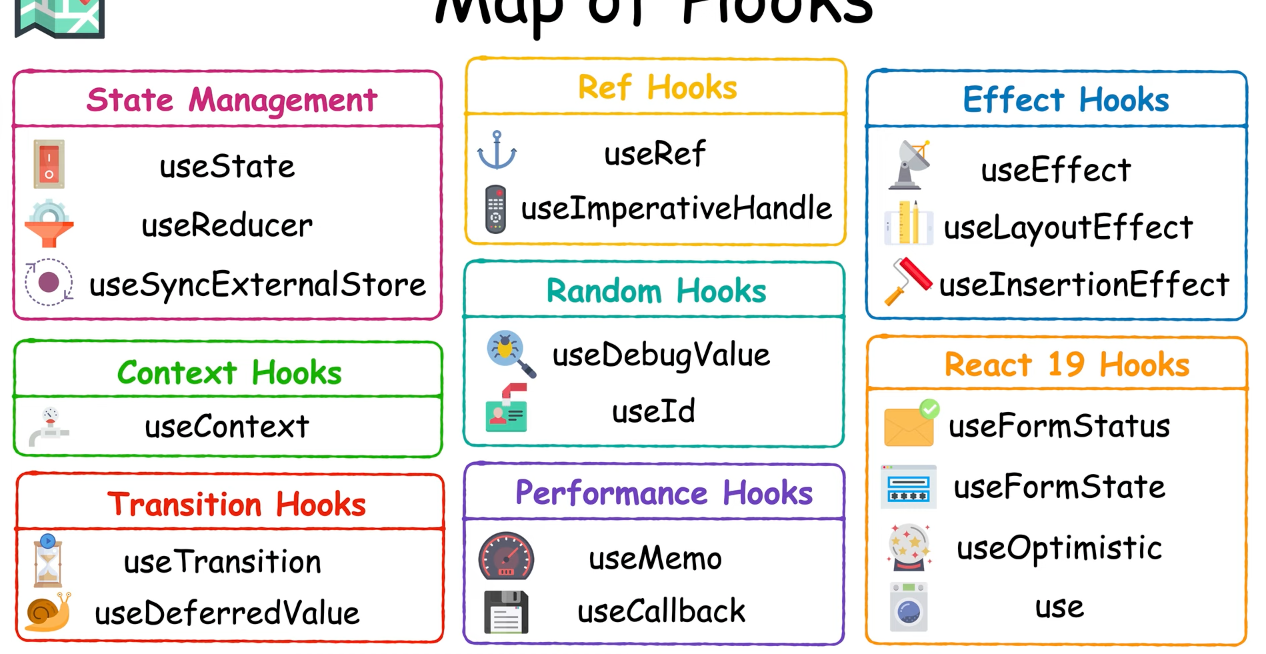 Map of Hooks
State Management
useState
useReducer
useSyncExternalStore
Context Hooks
useContext
Transition Hooks
useTransition
useDeferredValue
Ref Hooks
useRef
useImperativeHandle
Random Hooks
useDebugValue
useId
Performance Hooks
useMemo
useCallback
Effect Hooks
useEffect
useLayoutEffect
useInsertionEffect
React 19 Hooks
useFormStatus
useFormState
useOptimistic
use